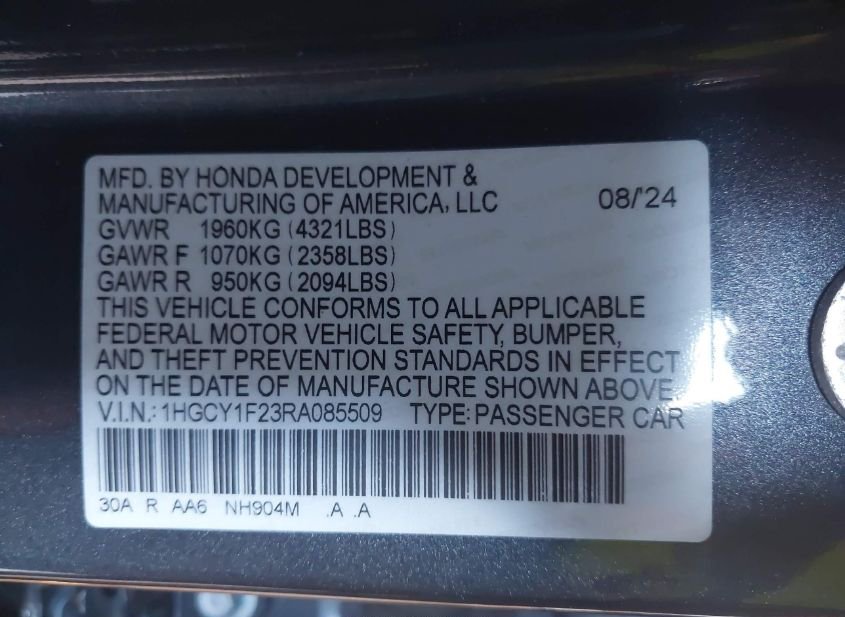 MFD. BY HONDA DEVELOPMENT &
MANUFACTURING OF AMERICA, LLC 08/'24
GVWR 1960KG (4321LBS)
GAWR F 1070KG (2358LBS)
GAWR R 950KG (2094LBS)
THIS VEHICLE CONFORMS TO ALL APPLICABLE
FEDERAL MOTOR VEHICLE SAFETY, BUMPER,
AND THEFT PREVENTION STANDARDS IN EFFECT
ON THE DATE OF MANUFACTURE SHOWN ABOVE.
V.I.N.: 1HGCY1F23RA085509 TYPE: PASSENGER CAR
30A R AA6 NH904M .A .A